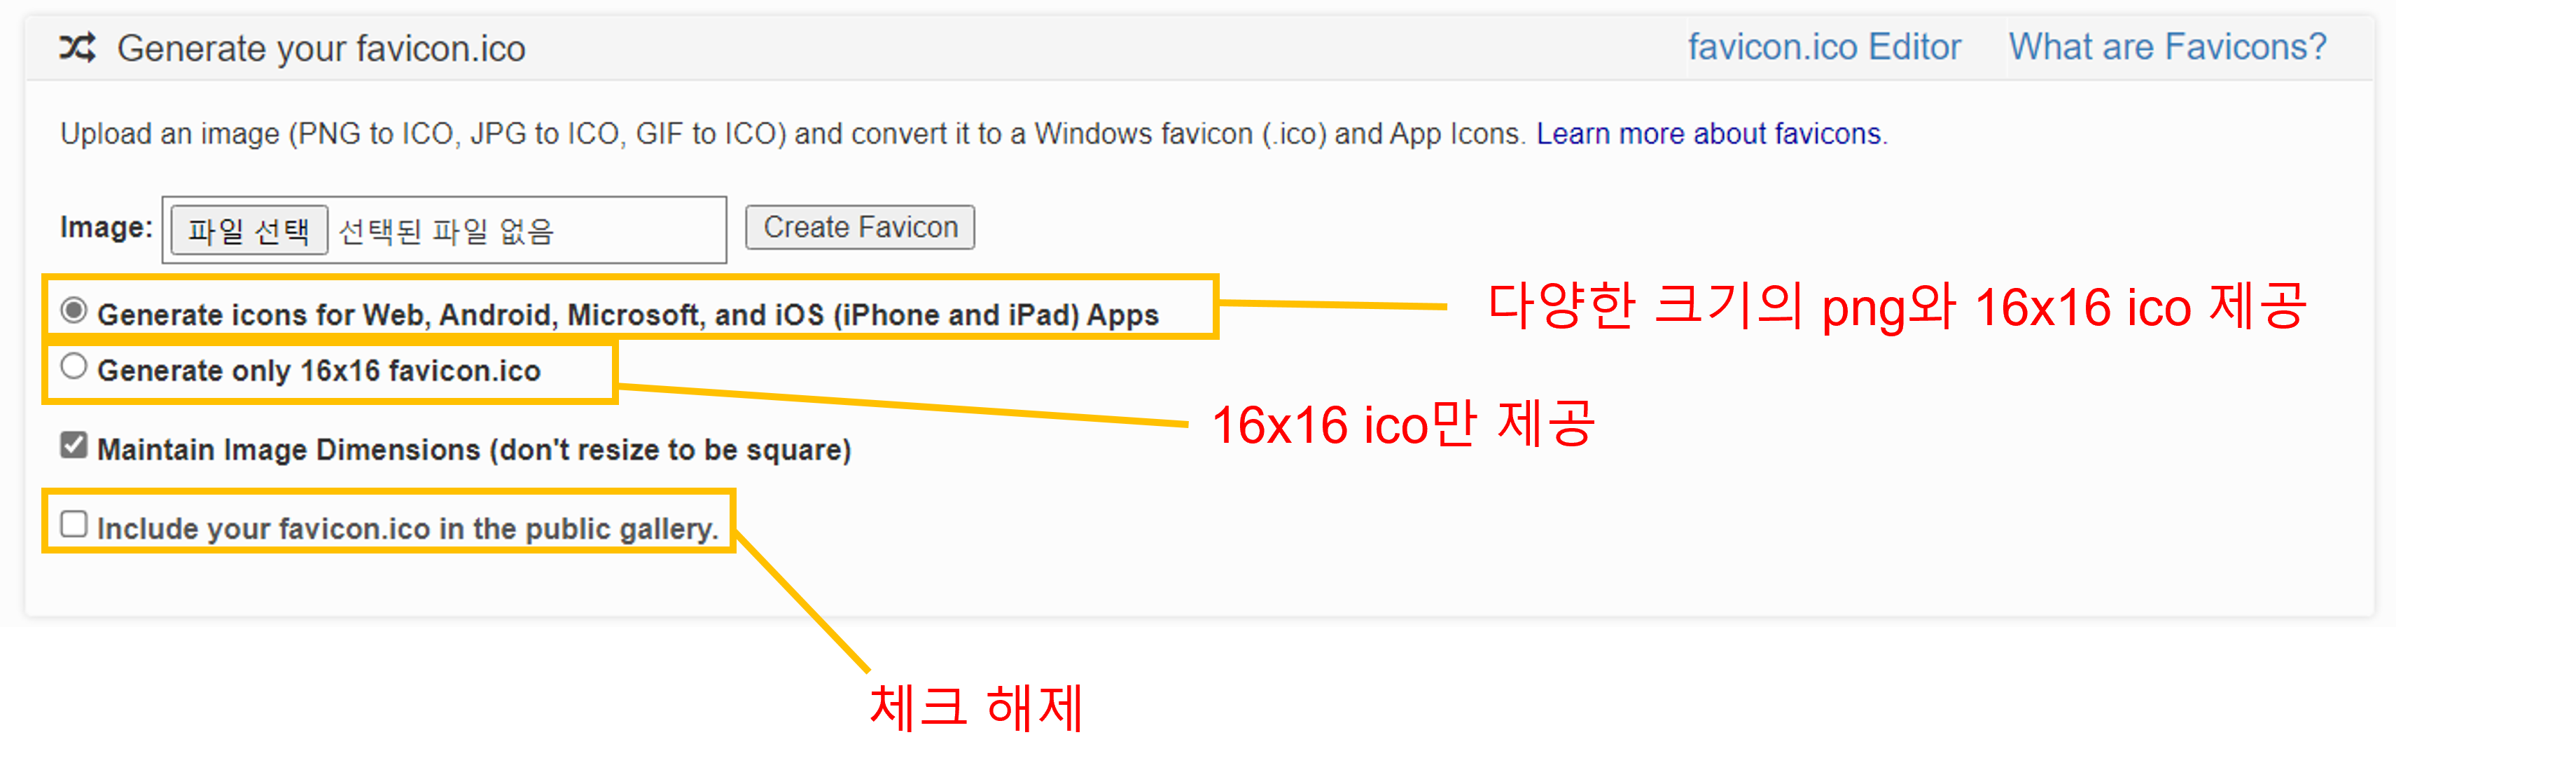 Generate your favicon.ico
favicon.ico Editor
What are Favicons?
Upload an image (PNG to ICO, JPG to ICO, GIF to ICO) and convert it to a Windows favicon (.ico) and App Icons. Learn more about favicons.
Image: 파일 선택 선택된 파일 없음 Create Favicon
Generate icons for Web, Android, Microsoft, and iOS (iPhone and iPad) Apps
다양한 크기의 png와 16x16 ico 제공
Generate only 16x16 favicon.ico
16x16 ico만 제공
Maintain Image Dimensions (don't resize to be square)
Include your favicon.ico in the public gallery.
체크 해제